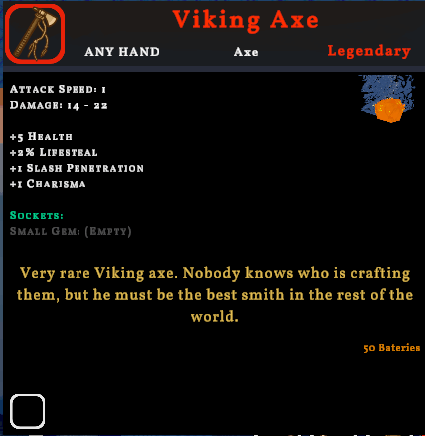 Viking Axe
ANY HAND Axe Legendary
Attack Speed: 1
Damage: 14 - 22
+5 Health
+2% Lifesteal
+1 Slash Penetration
+1 Charisma
Sockets:
Small Gem: (Empty)
Very rare Viking axe. Nobody knows who is crafting
them, but he must be the best smith in the rest of the
world.
50 Bateries